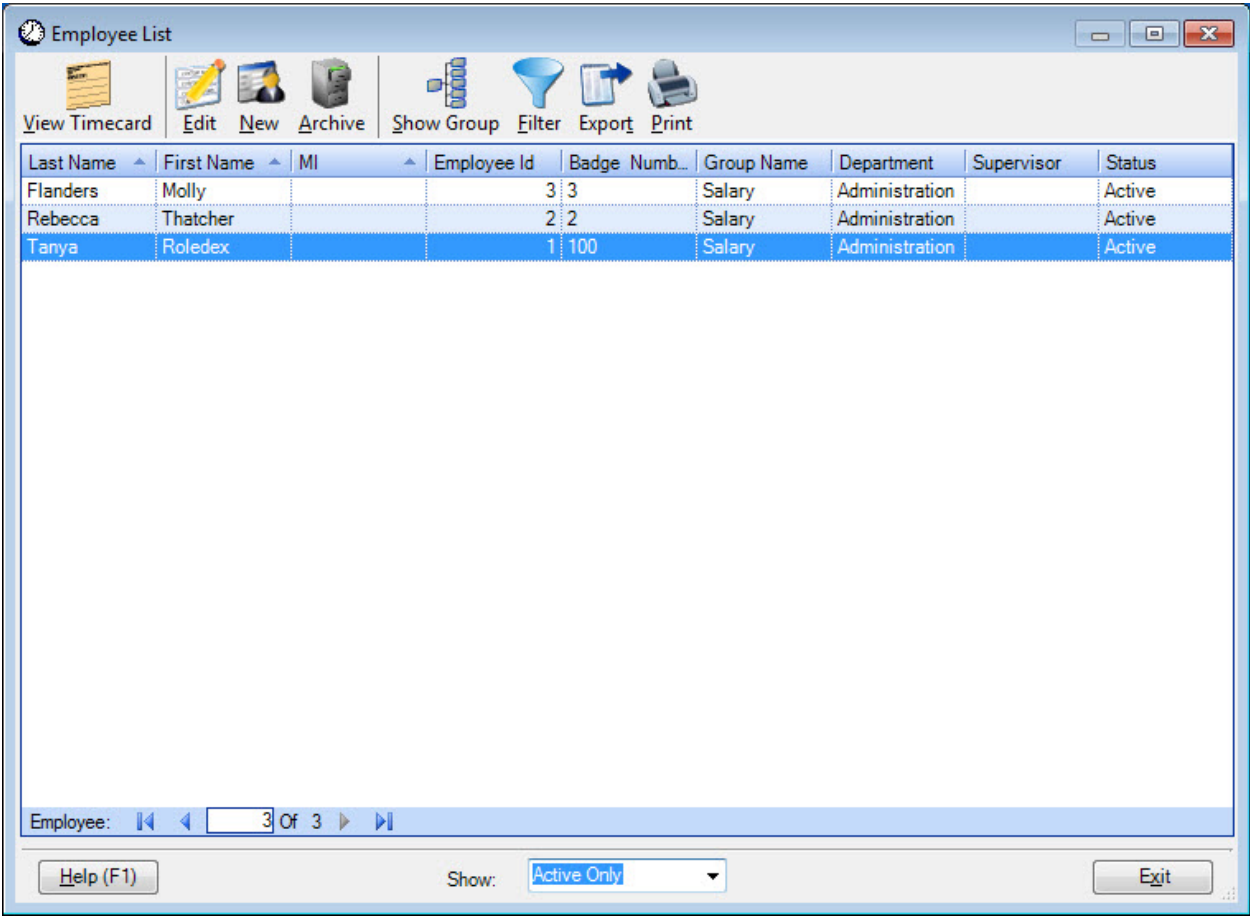 Employee List
View Timecard Edit New Archive Show Group Filter Export Print
Last Name First Name MI Employee Id Badge Numb... Group Name Department Supervisor Status
Flanders Molly 3 3 Salary Administration Active
Rebecca Thatcher 2 2 Salary Administration Active
Tanya Roledex 1 100 Salary Administration Active
Employee: 3 Of 3
Help (F1) Show: Active Only Exit